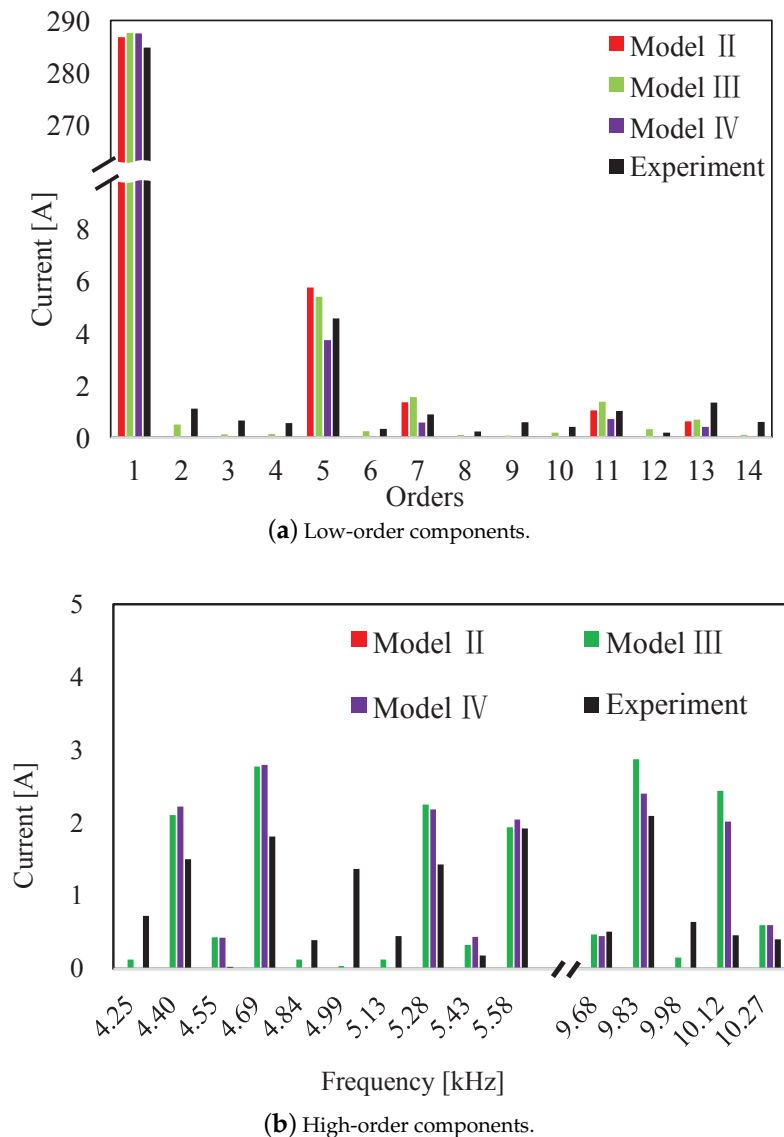 290
280
270
8
6
4
2
0
Current [A]
Model Ⅱ
Model Ⅲ
Model Ⅳ
Experiment
1 2 3 4 5 6 7 8 9 10 11 12 13 14
Orders
(a) Low-order components.
5
4
3
2
1
0
Current [A]
Model Ⅱ Model Ⅲ
Model Ⅳ Experiment
4.25 4.40 4.55 4.69 4.84 4.99 5.13 5.28 5.43 5.58 9.68 9.83 9.98 10.12 10.27
Frequency [kHz]
(b) High-order components.